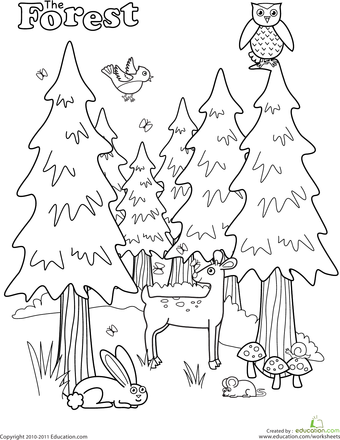 The
Forest
Created by :
education.com
www.education.com/worksheets
Copyright 2010-2011 Education.com